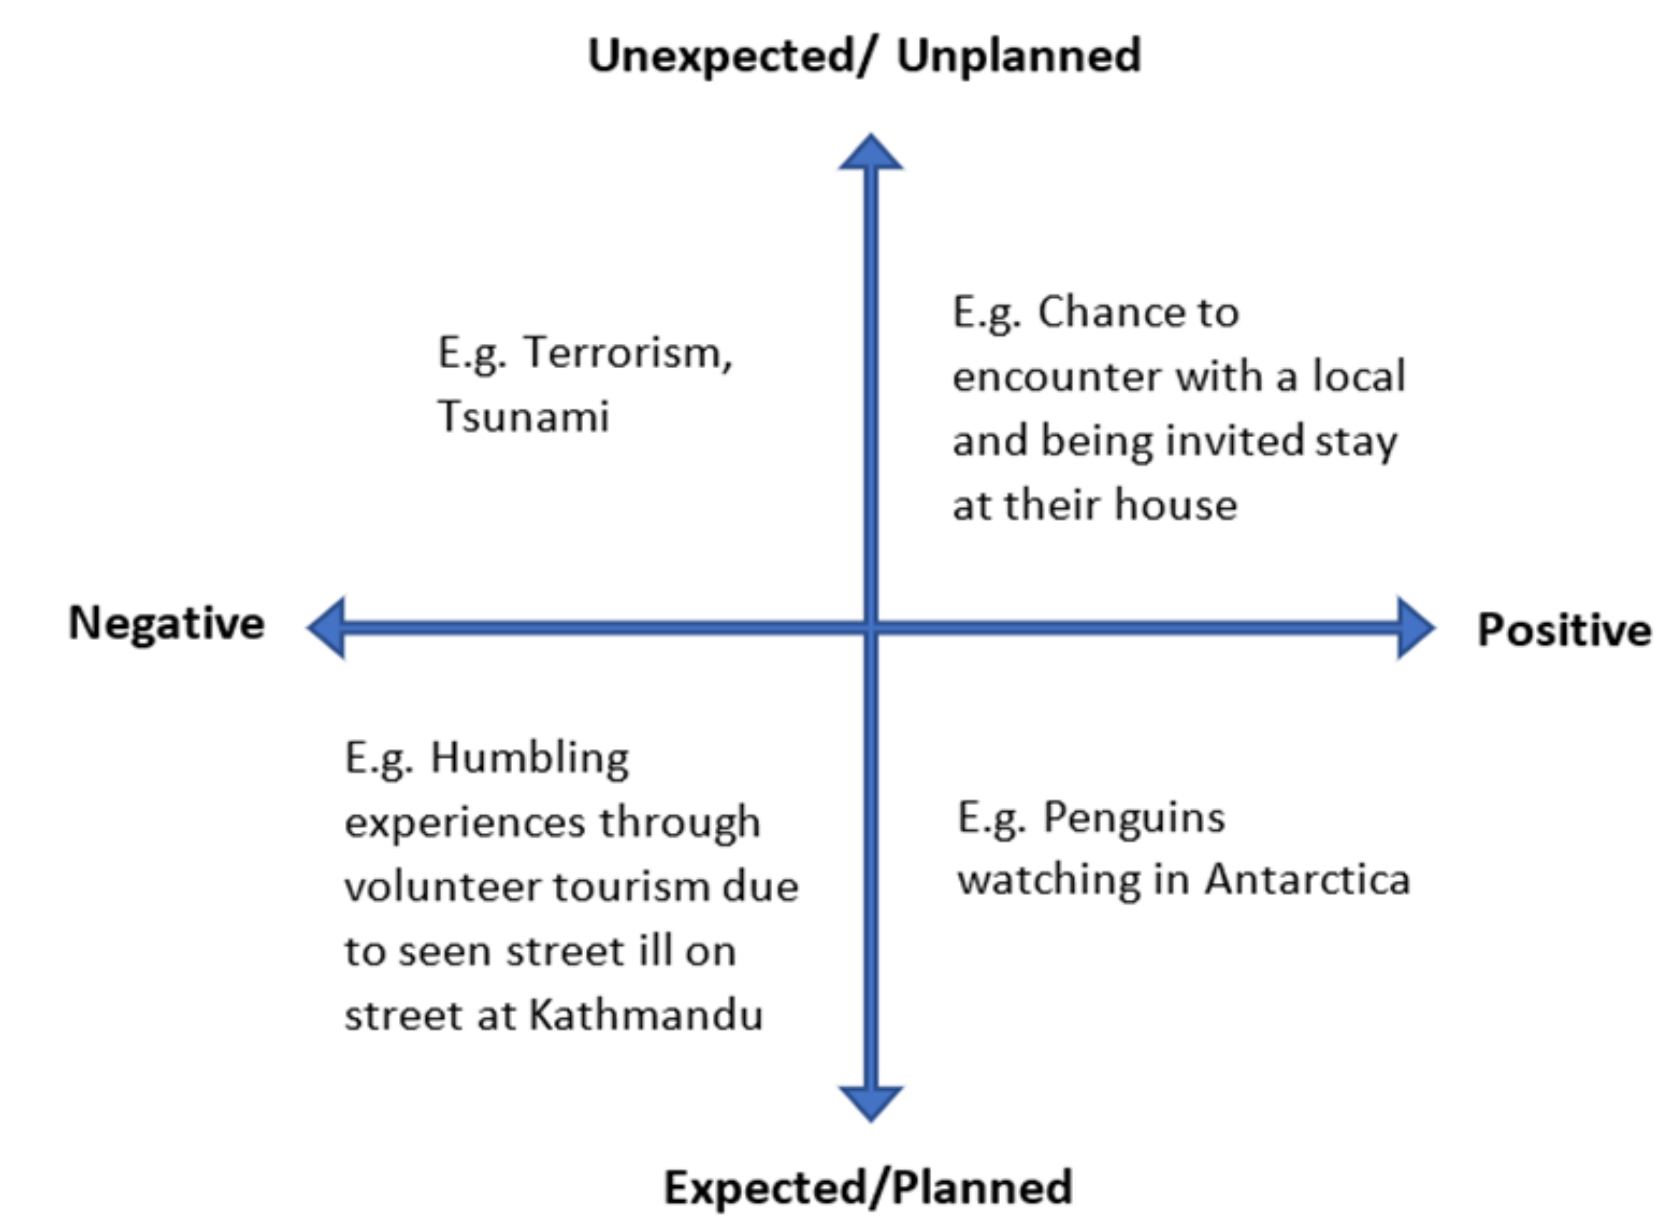 Unexpected/ Unplanned
E.g. Terrorism,
Tsunami
E.g. Chance to
encounter with a local
and being invited stay
at their house
Negative
Positive
E.g. Humbling
experiences through
volunteer tourism due
to seen street ill on
street at Kathmandu
E.g. Penguins
watching in Antarctica
Expected/Planned